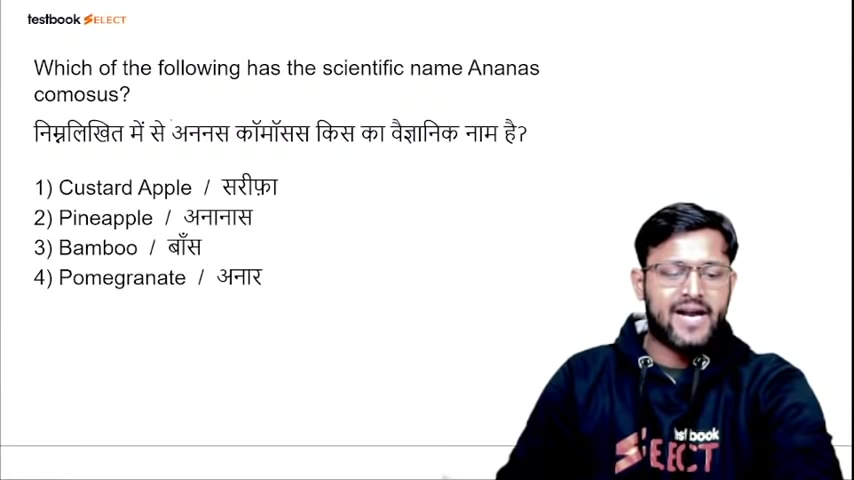 testbook SELECT
Which of the following has the scientific name Ananas
comosus?
निम्नलिखित में से अननस कॉमॉसस किस का वैज्ञानिक नाम है?
1) Custard Apple / सरीफ़ा
2) Pineapple / अनानास
3) Bamboo / बाँस
4) Pomegranate / अनार
testbook
SELECT